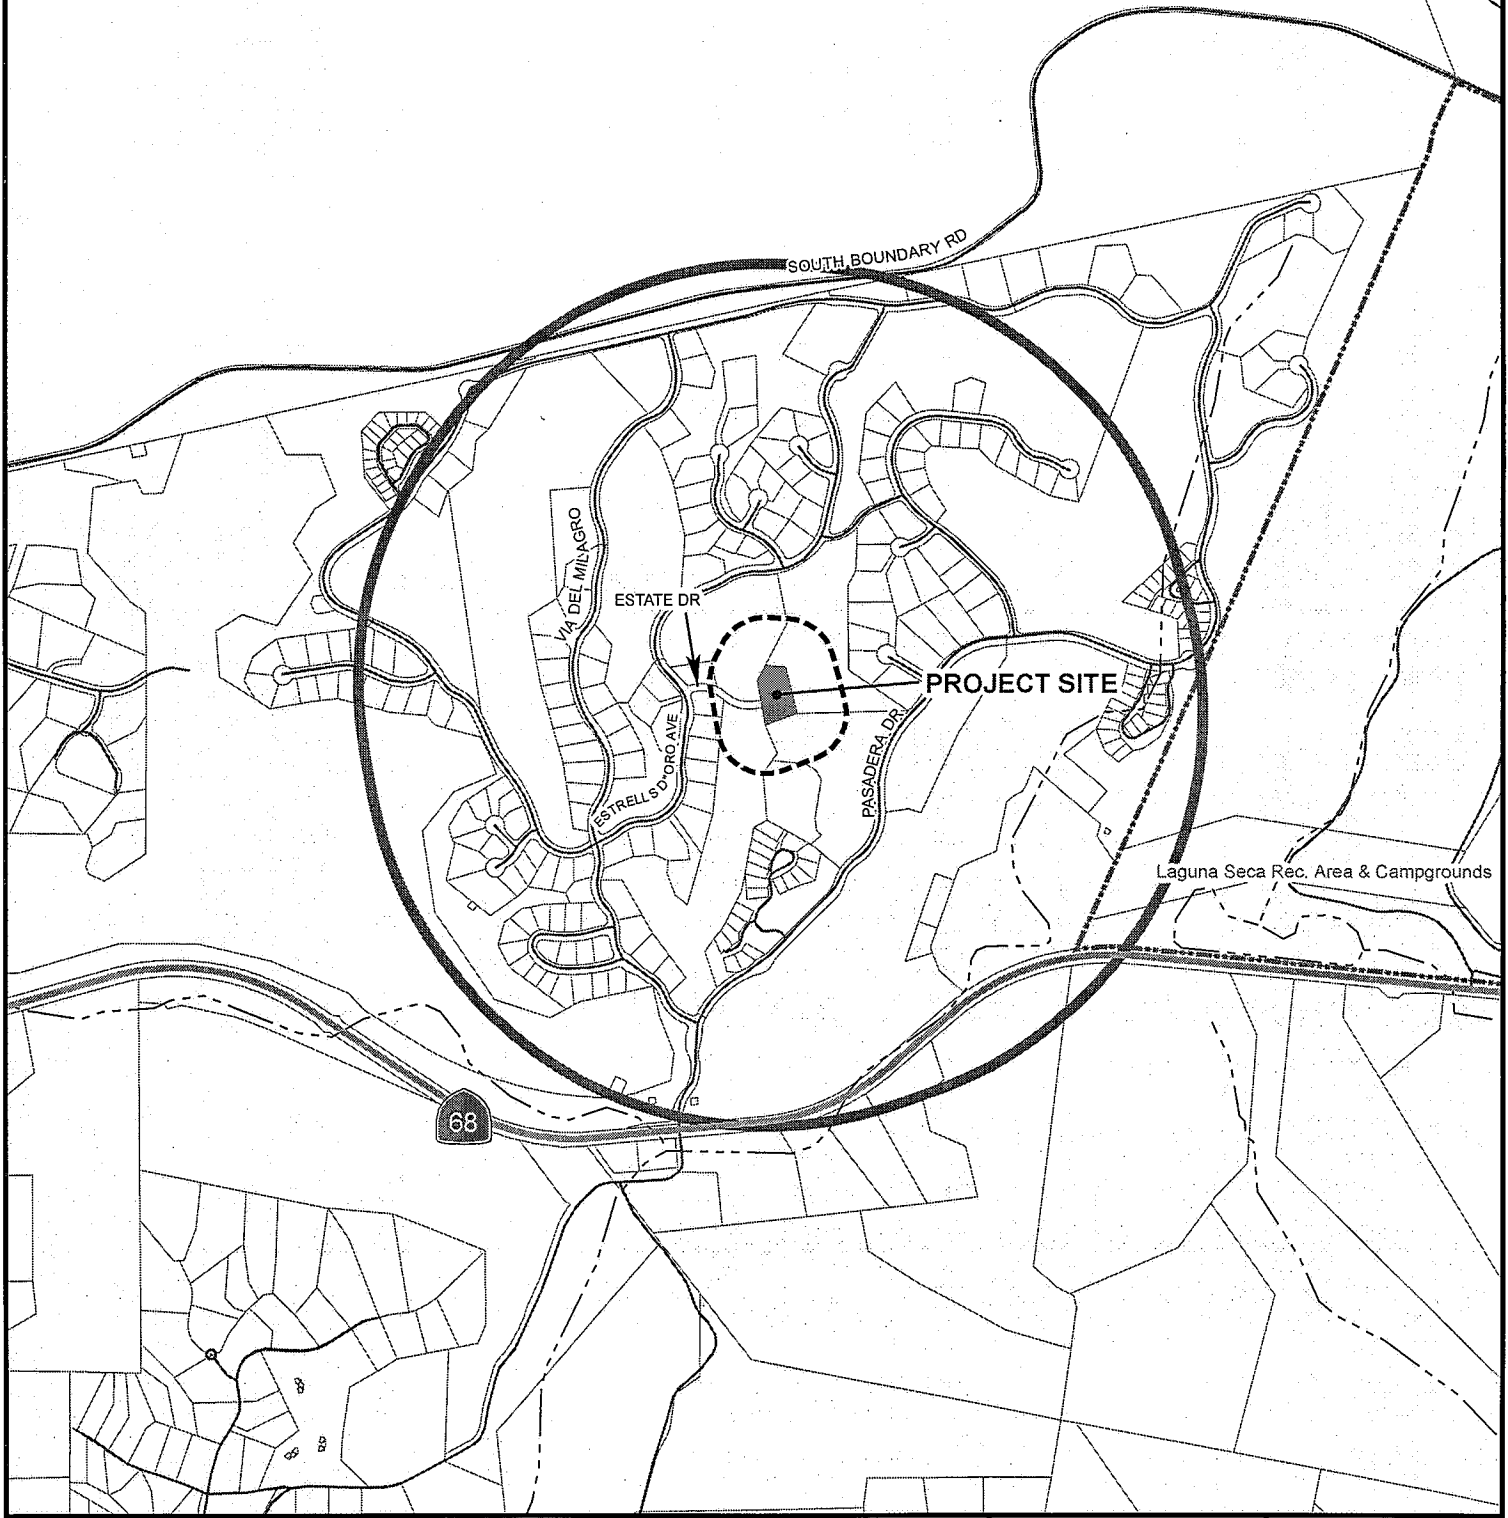 SOUTH BOUNDARY RD
VIA DEL MILAGRO
ESTATE DR
PROJECT SITE
ESTRELLS D'ORO AVE
PASADERA DR
Laguna Seca Rec. Area & Campgrounds
68